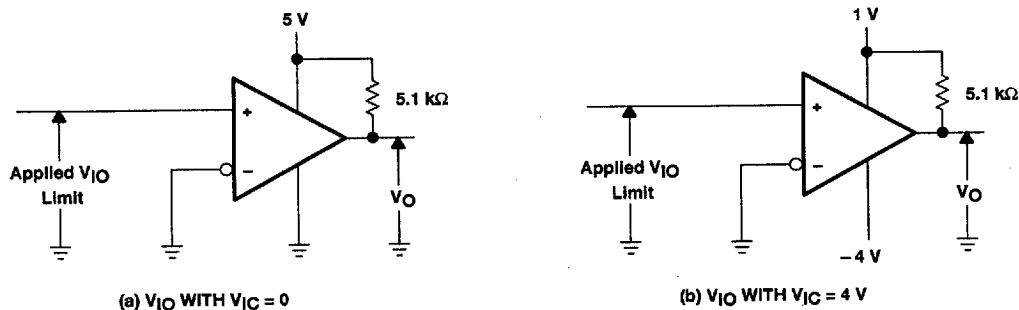 5 V
5.1 kΩ
+
−
Applied VIO
Limit
VO
(a) VIO WITH VIC = 0
1 V
5.1 kΩ
+
−
Applied VIO
Limit
VO
− 4 V
(b) VIO WITH VIC = 4 V